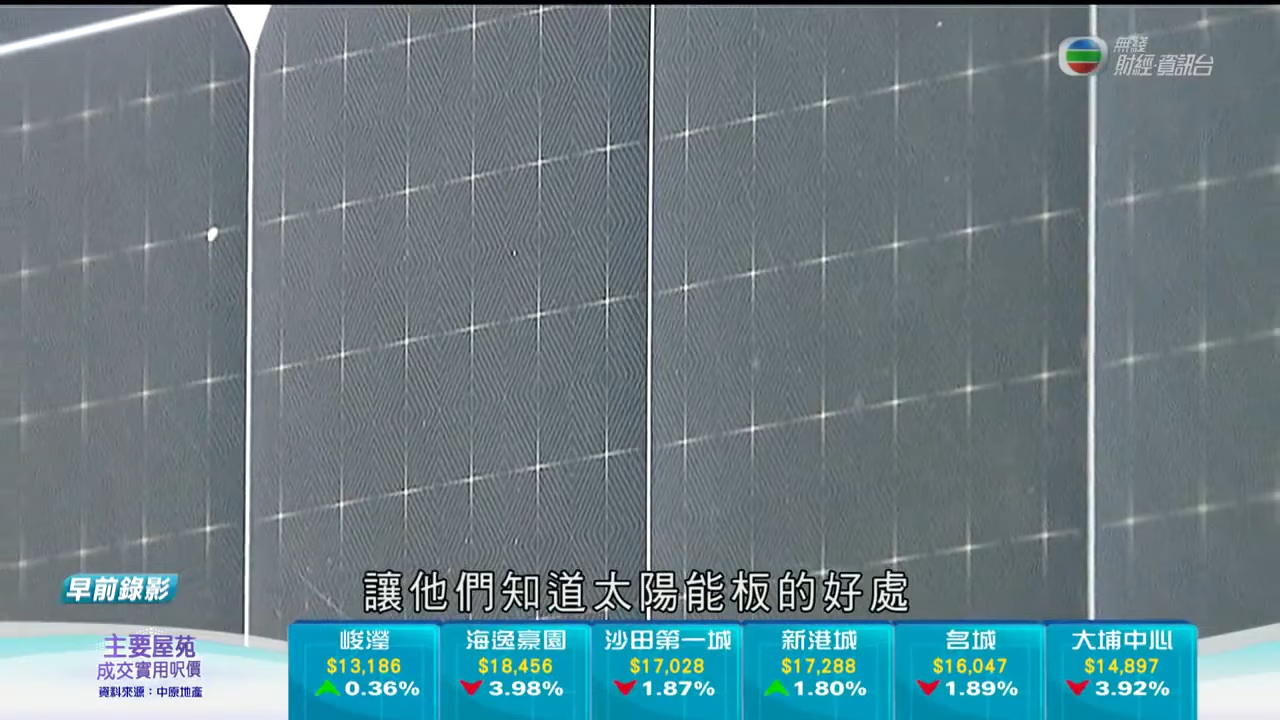 無綫
財經·資訊台
讓他們知道太陽能板的好處
早前錄影
主要屋苑
成交實用呎價
資料來源：中原地產
峻瀅
$13,186
0.36%
海逸豪園
$18,456
3.98%
沙田第一城
$17,028
1.87%
新港城
$17,288
1.80%
名城
$16,047
1.89%
大埔中心
$14,897
3.92%